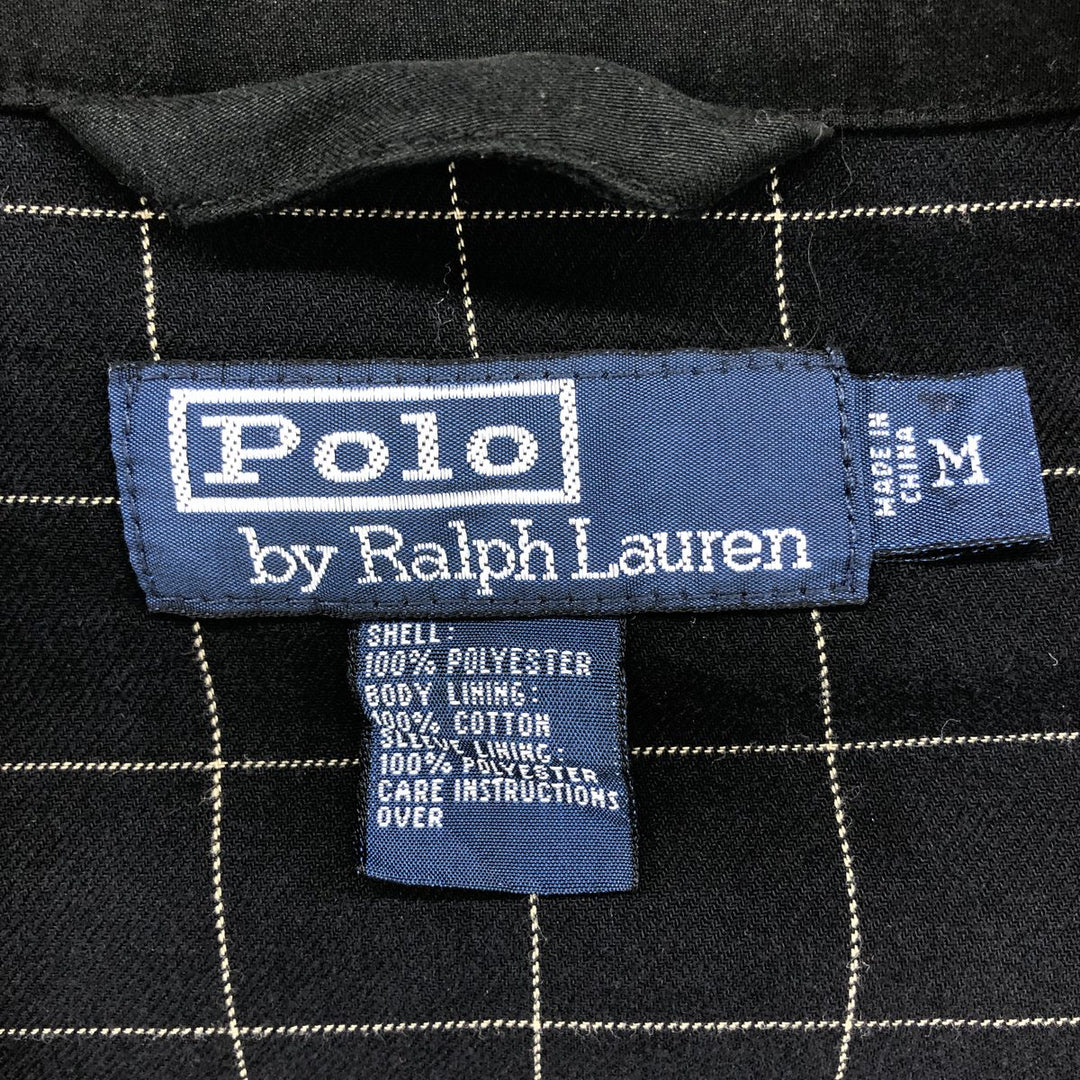 Polo
by Ralph Lauren
MADE IN
CHINA
M
SHELL:
100% POLYESTER
BODY LINING:
100% COTTON
SLEEVE LINING:
100% POLYESTER
CARE INSTRUCTIONS
OVER